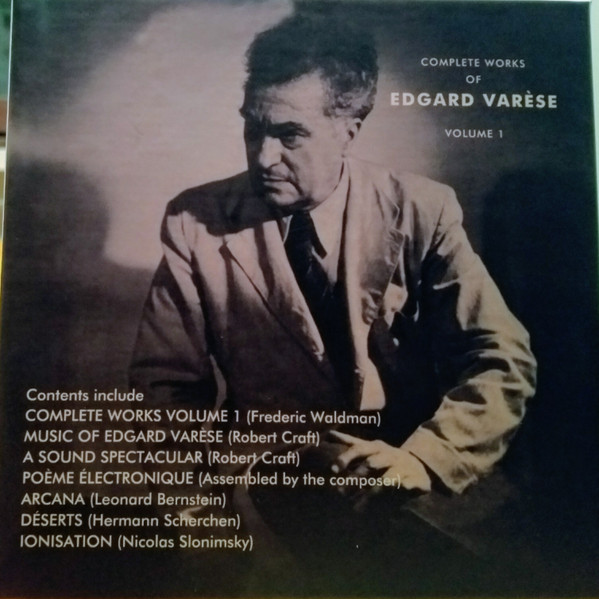 COMPLETE WORKS
OF
EDGARD VARÈSE
VOLUME 1
Contents include
COMPLETE WORKS VOLUME 1 (Frederic Waldman)
MUSIC OF EDGARD VARÈSE (Robert Craft)
A SOUND SPECTACULAR (Robert Craft)
POÈME ÉLECTRONIQUE (Assembled by the composer)
ARCANA (Leonard Bernstein)
DÉSERTS (Hermann Scherchen)
IONISATION (Nicolas Slonimsky)